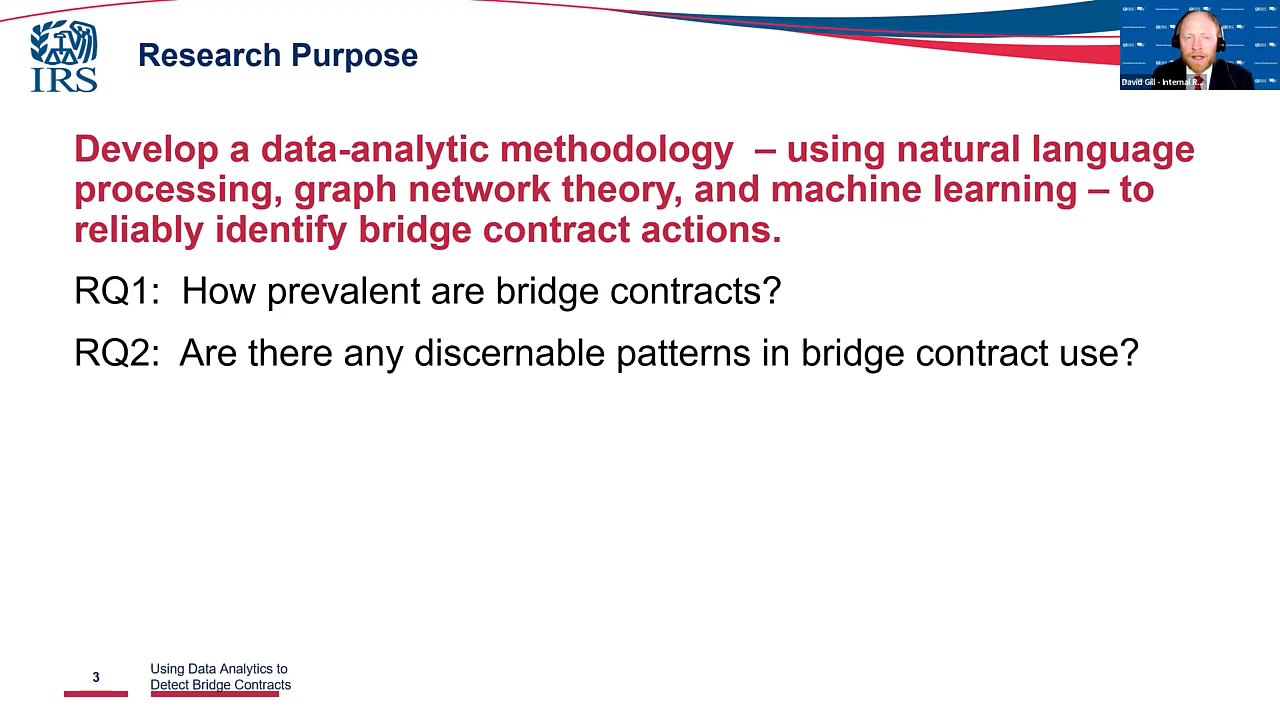 IRS
Research Purpose
David Gill - Internal R...
Develop a data-analytic methodology – using natural language
processing, graph network theory, and machine learning – to
reliably identify bridge contract actions.
RQ1: How prevalent are bridge contracts?
RQ2: Are there any discernable patterns in bridge contract use?
3
Using Data Analytics to
Detect Bridge Contracts